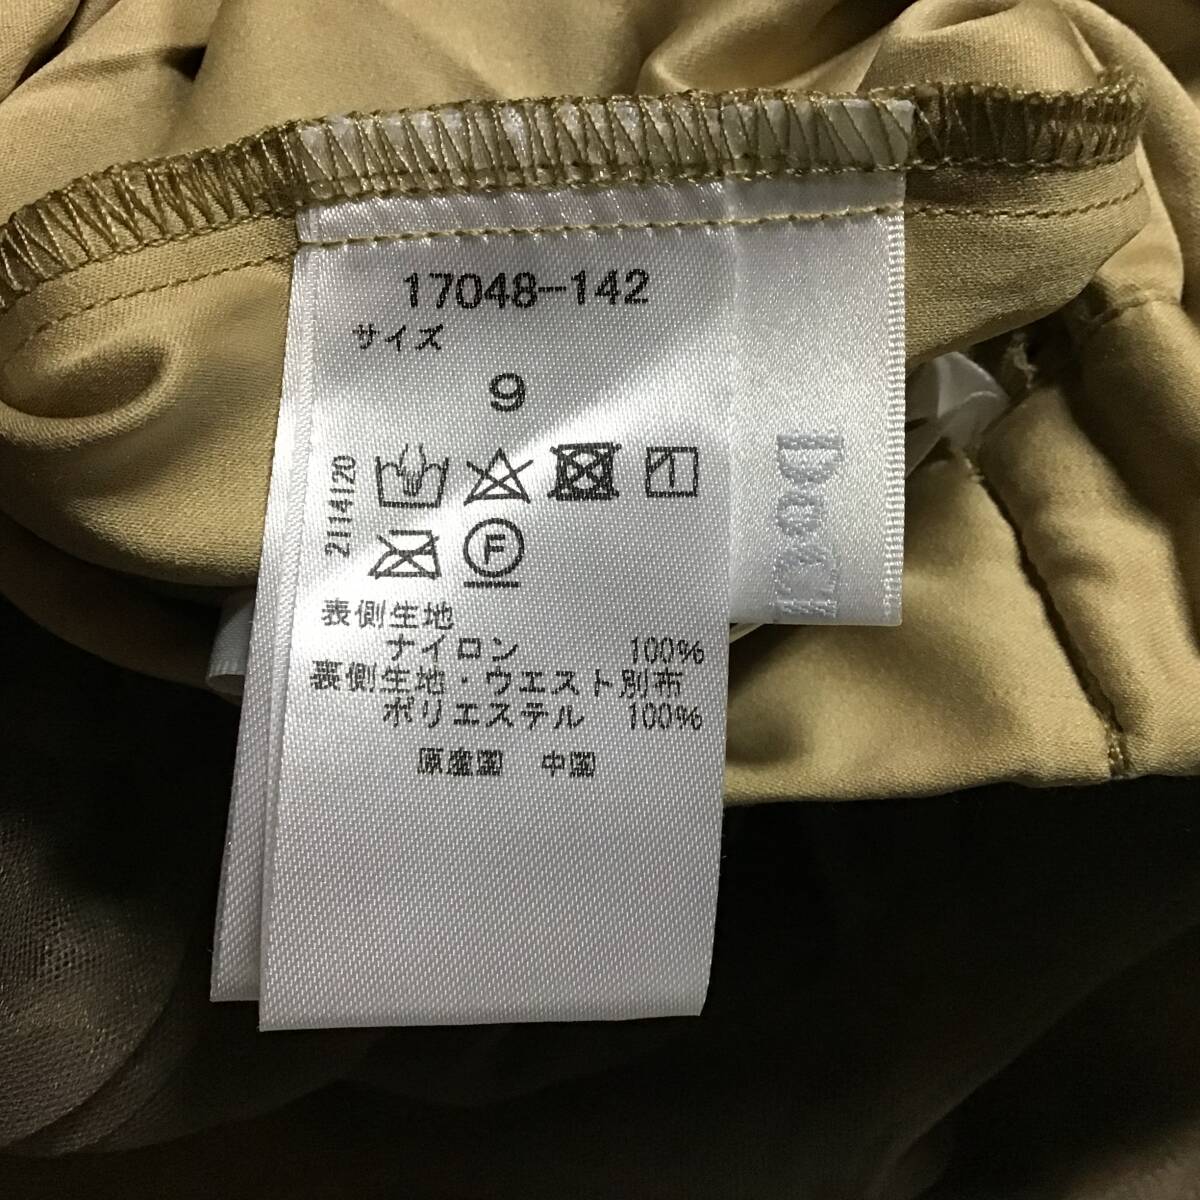 17048-142
サイズ
9
2114120
F
表側生地
ナイロン 100%
裏側生地・ウエスト別布
ポリエステル 100%
原産国 中国